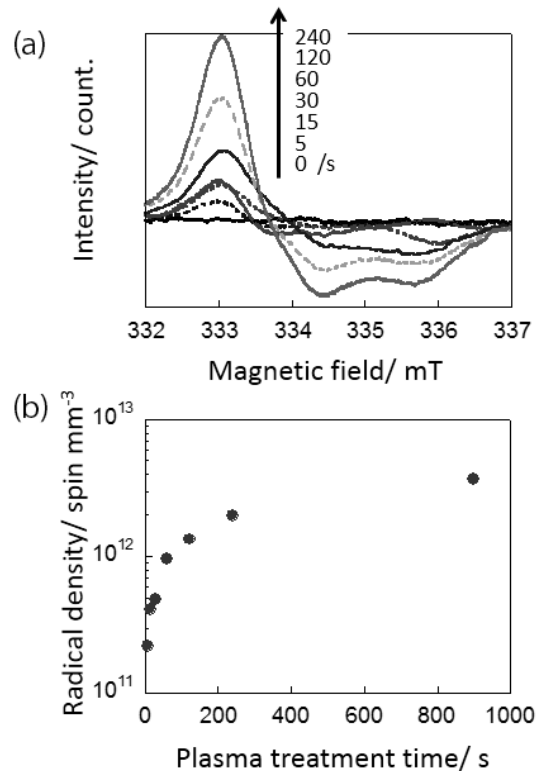 (a)
Intensity/ count.
240
120
60
30
15
5
0 /s
332 333 334 335 336 337
Magnetic field/ mT
(b)
Radical density/ spin mm⁻³
10¹³
10¹²
10¹¹
0 200 400 600 800 1000
Plasma treatment time/ s